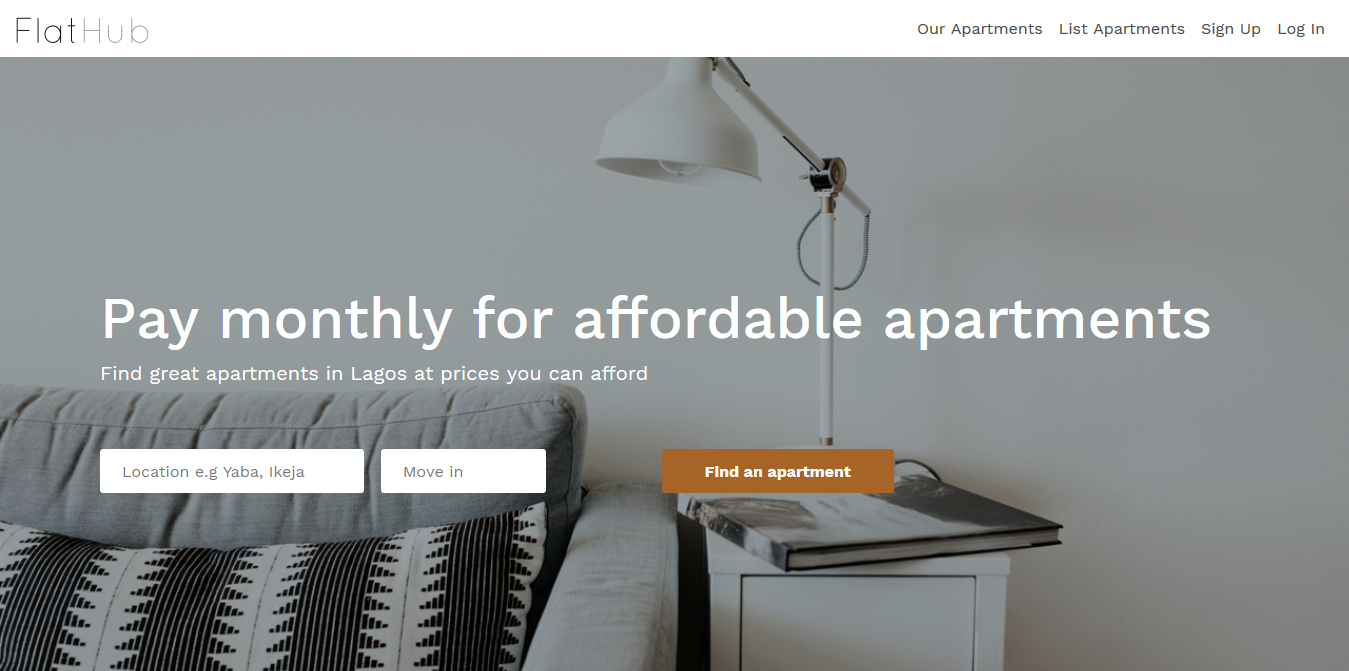 FlatHub
Our Apartments List Apartments Sign Up Log In
Pay monthly for affordable apartments
Find great apartments in Lagos at prices you can afford
Location e.g Yaba, Ikeja
Move in
Find an apartment